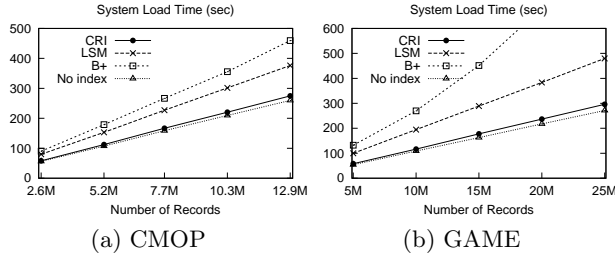 System Load Time (sec)
500
400
300
200
100
0
CRI
LSM
B+
No index
2.6M 5.2M 7.7M 10.3M 12.9M
Number of Records
(a) CMOP
System Load Time (sec)
600
500
400
300
200
100
0
CRI
LSM
B+
No index
5M 10M 15M 20M 25M
Number of Records
(b) GAME